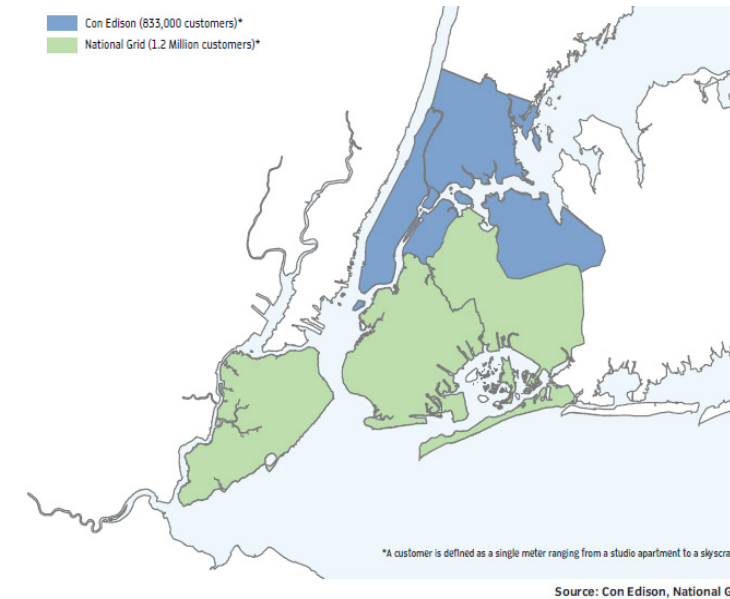 Con Edison (833,000 customers)*
National Grid (1.2 Million customers)*
*A customer is defined as a single meter ranging from a studio apartment to a
Source: Con Edison, National